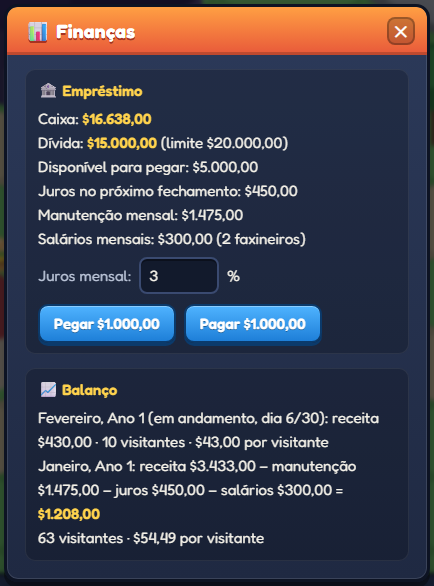 Finanças
Empréstimo
Caixa: $16.638,00
Dívida: $15.000,00 (limite $20.000,00)
Disponível para pegar: $5.000,00
Juros no próximo fechamento: $450,00
Manutenção mensal: $1.475,00
Salários mensais: $300,00 (2 faxineiros)
Juros mensal: 3 %
Pegar $1.000,00 Pagar $1.000,00
Balanço
Fevereiro, Ano 1 (em andamento, dia 6/30): receita
$430,00 · 10 visitantes · $43,00 por visitante
Janeiro, Ano 1: receita $3.433,00 – manutenção
$1.475,00 – juros $450,00 – salários $300,00 =
$1.208,00
63 visitantes · $54,49 por visitante